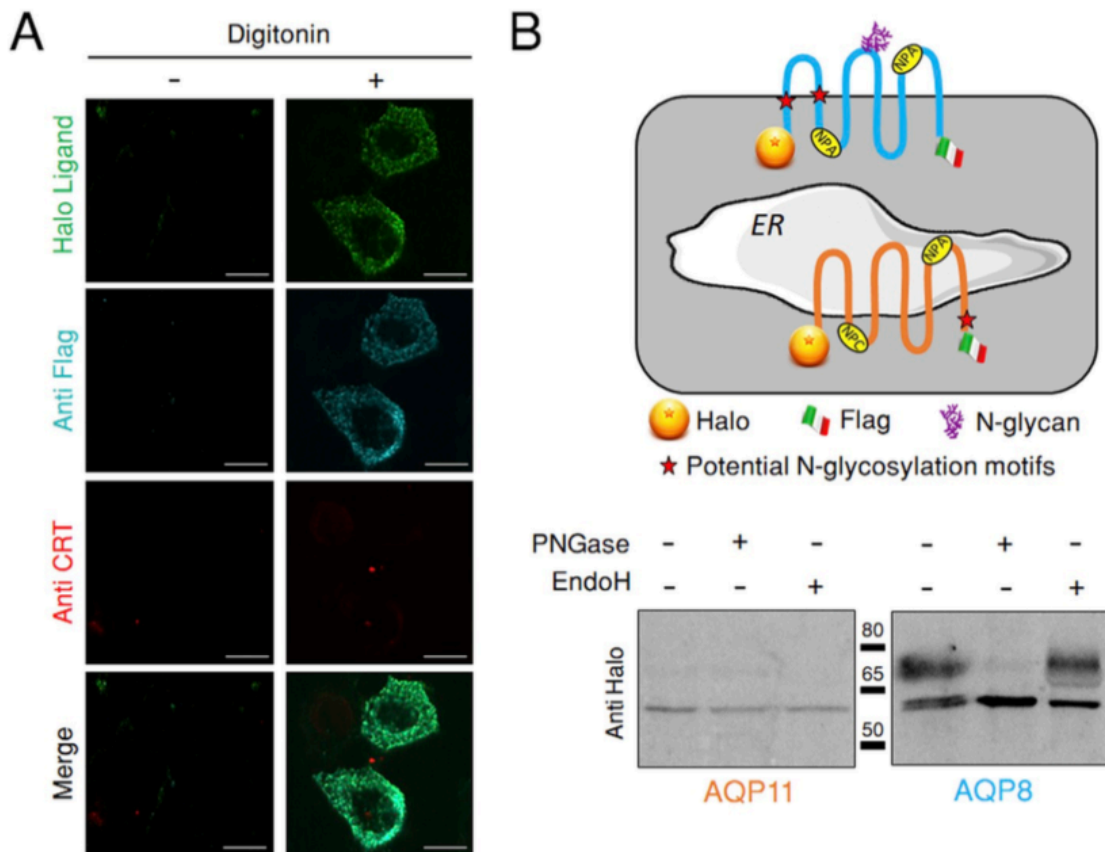 A
Digitonin
- +
Halo Ligand
Anti Flag
Anti CRT
Merge
B
NPA
NPA
ER
NPA
NPC
Halo Flag N-glycan
Potential N-glycosylation motifs
PNGase - + - - + -
EndoH - - + - - +
Anti Halo
80
65
50
AQP11 AQP8